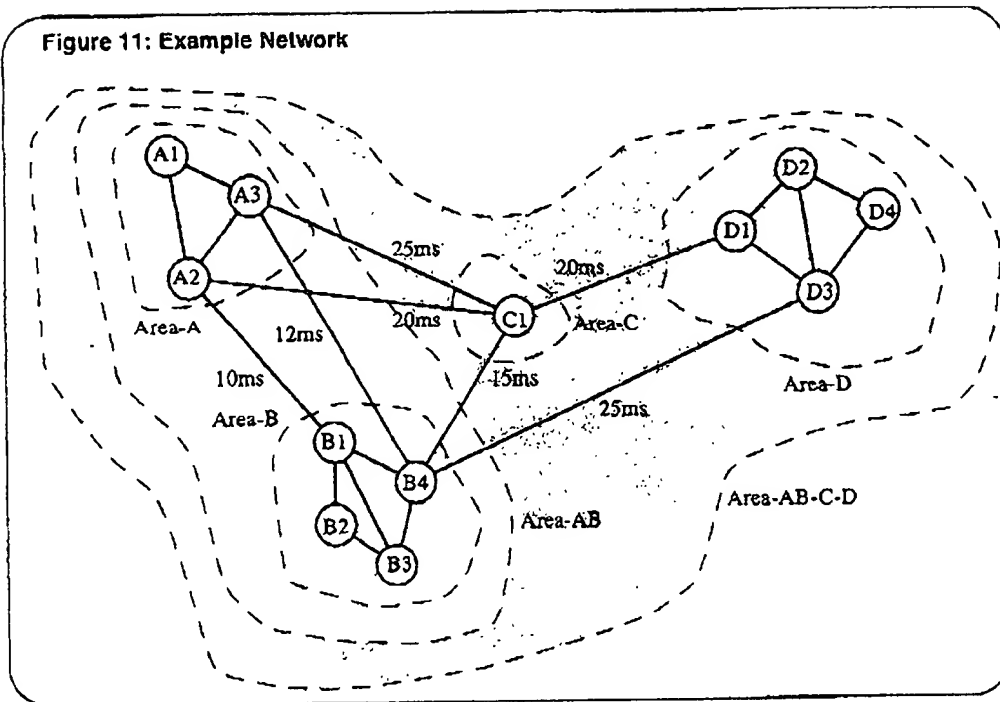 Figure 11: Example Network
A1
A3
A2
Area-A
25ms
20ms
12ms
10ms
C1
Area-C
15ms
20ms
D2
D1
D4
D3
Area-D
25ms
Area-B
B1
B4
B2
B3
Area-AB
Area-AB-C-D